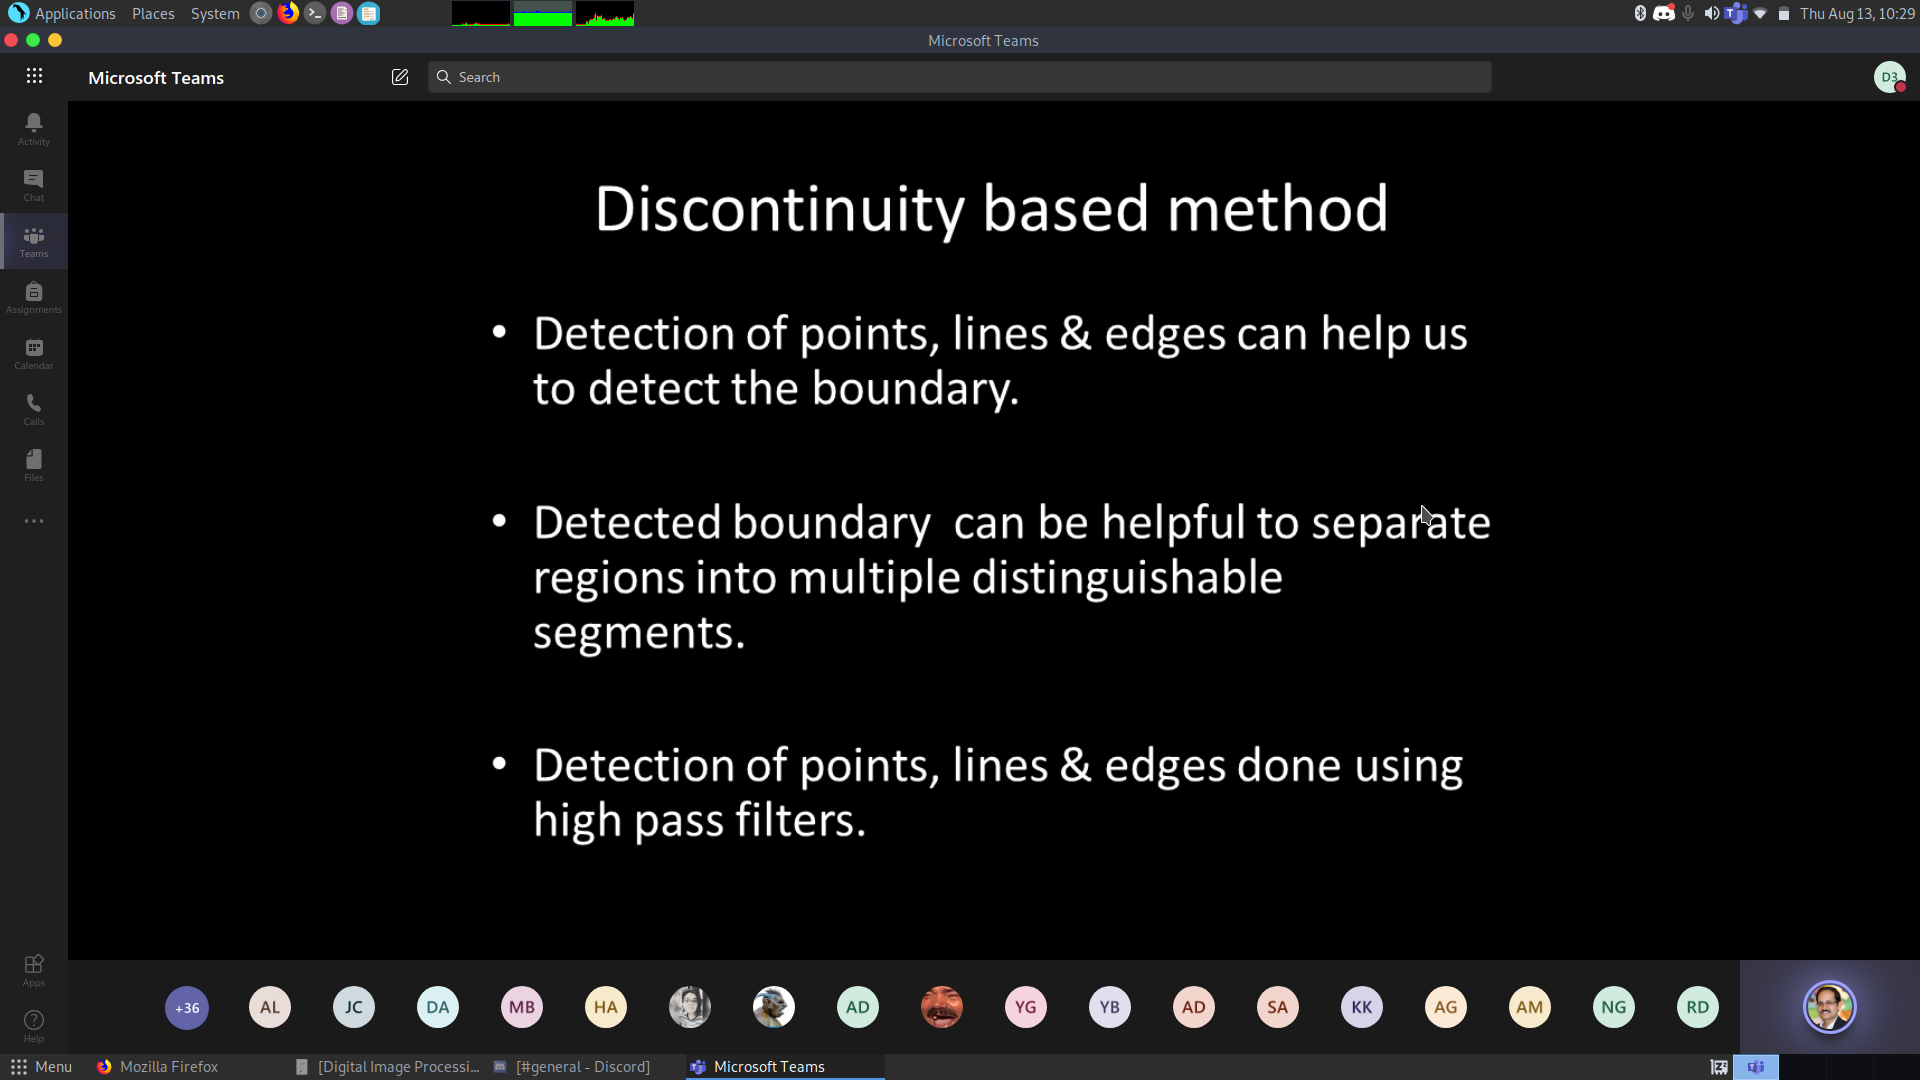 Applications Places System
Thu Aug 13, 10:29
Microsoft Teams
Microsoft Teams
Search
D3
Activity
Chat
Teams
Assignments
Calendar
Calls
Files
Apps
Help
Discontinuity based method
• Detection of points, lines & edges can help us
to detect the boundary.
• Detected boundary can be helpful to separate
regions into multiple distinguishable
segments.
• Detection of points, lines & edges done using
high pass filters.
+36 AL JC DA MB HA AD YG YB AD SA KK AG AM NG RD
Menu Mozilla Firefox [Digital Image Processi... [#general - Discord] Microsoft Teams